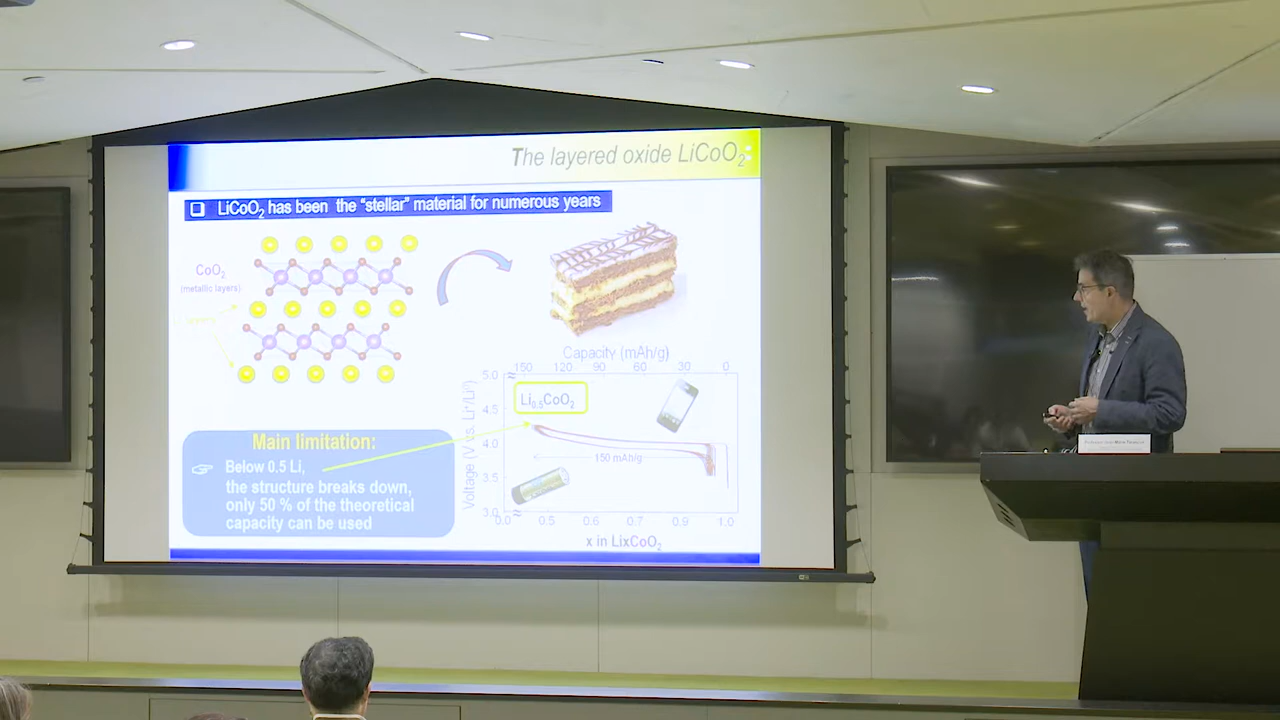 The layered oxide LiCoO2:
❑ LiCoO2 has been the "stellar" material for numerous years
CoO2
(metallic layers)
Capacity (mAh/g)
150 120 90 60 30 0
5.0
4.5
4.0
3.5
3.0
Voltage (V vs. Li+/Li0)
Li0.5CoO2
150 mAh/g
0.0 0.5 0.6 0.7 0.8 0.9 1.0
x in LixCoO2
Main limitation:
Below 0.5 Li,
the structure breaks down,
only 50 % of the theoretical
capacity can be used